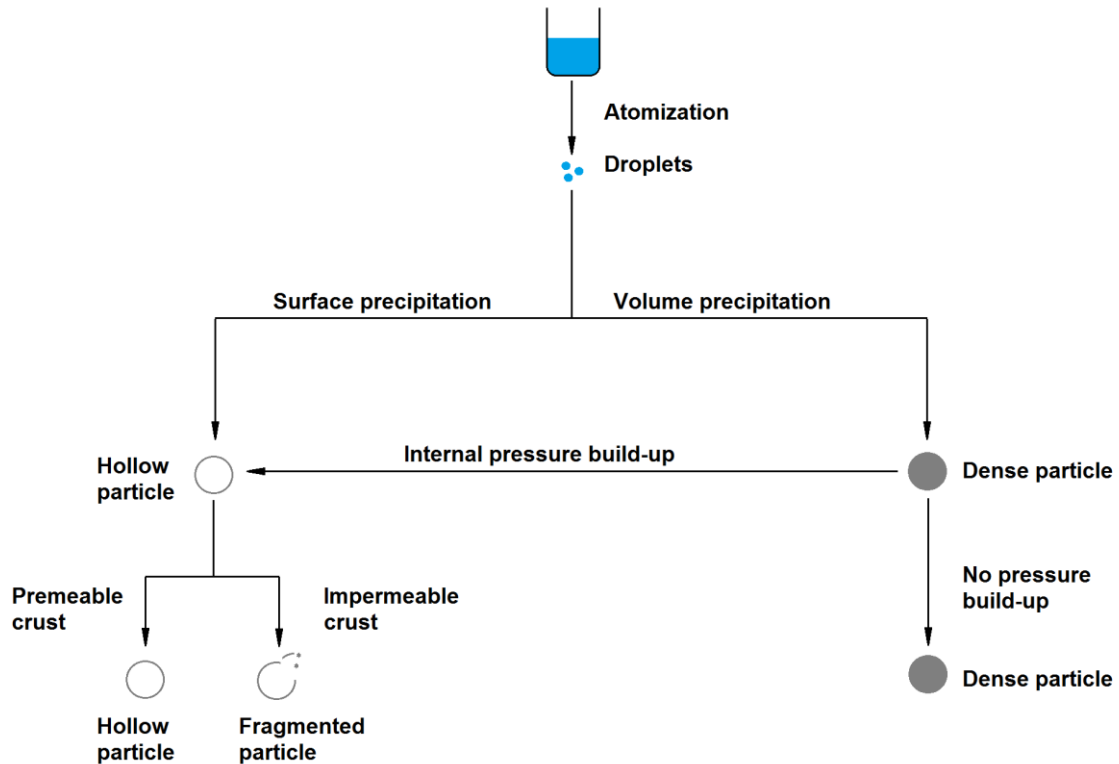 Atomization
Droplets
Surface precipitation
Volume precipitation
Internal pressure build-up
Hollow
particle
Dense particle
Premeable
crust
Impermeable
crust
No pressure
build-up
Dense particle
Hollow
particle
Fragmented
particle